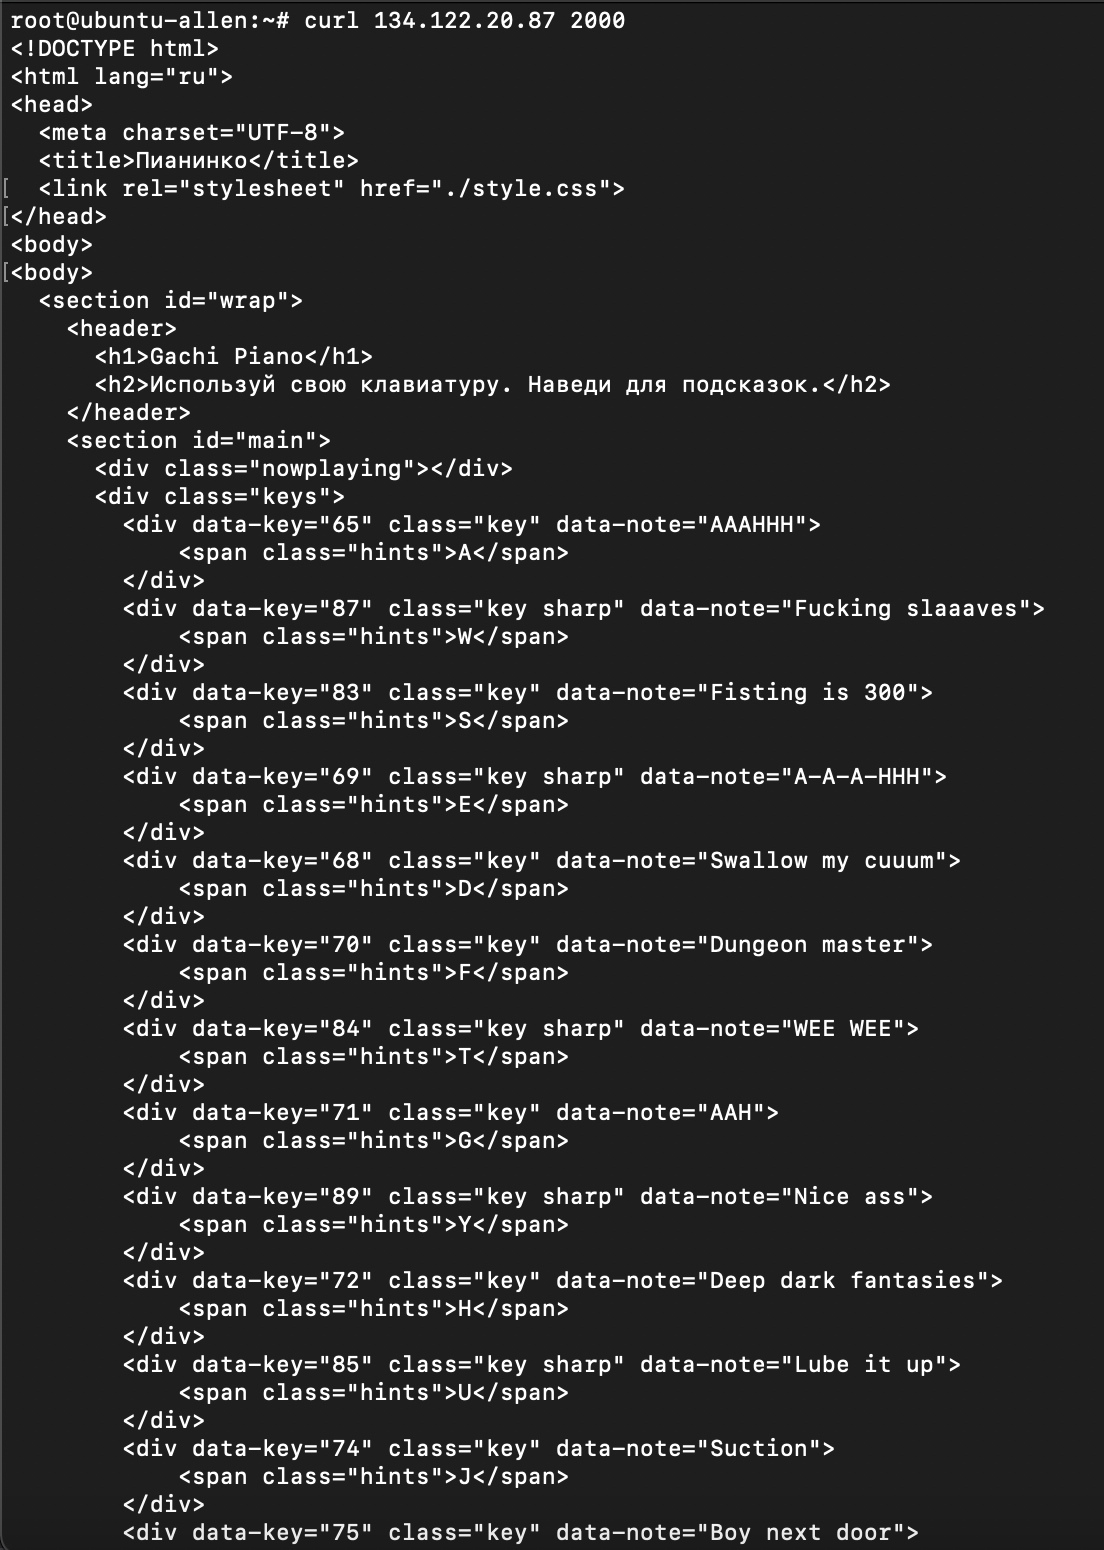 root@ubuntu-allen:~# curl 134.122.20.87 2000
<!DOCTYPE html>
<html lang="ru">
<head>
  <meta charset="UTF-8">
  <title>Пианинко</title>
[  <link rel="stylesheet" href="./style.css">
[</head>
<body>
[<body>
  <section id="wrap">
    <header>
      <h1>Gachi Piano</h1>
      <h2>Используй свою клавиатуру. Наведи для подсказок.</h2>
    </header>
    <section id="main">
      <div class="nowplaying"></div>
      <div class="keys">
        <div data-key="65" class="key" data-note="AAAHHH">
            <span class="hints">A</span>
        </div>
        <div data-key="87" class="key sharp" data-note="Fucking slaaaves">
            <span class="hints">W</span>
        </div>
        <div data-key="83" class="key" data-note="Fisting is 300">
            <span class="hints">S</span>
        </div>
        <div data-key="69" class="key sharp" data-note="A-A-A-HHH">
            <span class="hints">E</span>
        </div>
        <div data-key="68" class="key" data-note="Swallow my cuuum">
            <span class="hints">D</span>
        </div>
        <div data-key="70" class="key" data-note="Dungeon master">
            <span class="hints">F</span>
        </div>
        <div data-key="84" class="key sharp" data-note="WEE WEE">
            <span class="hints">T</span>
        </div>
        <div data-key="71" class="key" data-note="AAH">
            <span class="hints">G</span>
        </div>
        <div data-key="89" class="key sharp" data-note="Nice ass">
            <span class="hints">Y</span>
        </div>
        <div data-key="72" class="key" data-note="Deep dark fantasies">
            <span class="hints">H</span>
        </div>
        <div data-key="85" class="key sharp" data-note="Lube it up">
            <span class="hints">U</span>
        </div>
        <div data-key="74" class="key" data-note="Suction">
            <span class="hints">J</span>
        </div>
        <div data-key="75" class="key" data-note="Boy next door">